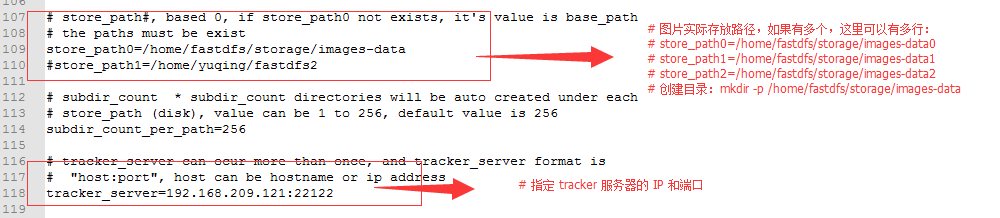 106
107 # store_path#, based 0, if store_path0 not exists, it's value is base_path
108 # the paths must be exist
109 store_path0=/home/fastdfs/storage/images-data
110 #store_path1=/home/yuqing/fastdfs2
111
112 # subdir_count  * subdir_count directories will be auto created under each
113 # store_path (disk), value can be 1 to 256, default value is 256
114 subdir_count_per_path=256
115
116 # tracker_server can ocur more than once, and tracker_server format is
117 #  "host:port", host can be hostname or ip address
118 tracker_server=192.168.209.121:22122
119
# 图片实际存放路径，如果有多个，这里可以有多行：
# store_path0=/home/fastdfs/storage/images-data0
# store_path1=/home/fastdfs/storage/images-data1
# store_path2=/home/fastdfs/storage/images-data2
# 创建目录：mkdir -p /home/fastdfs/storage/images-data
# 指定 tracker 服务器的 IP 和端口